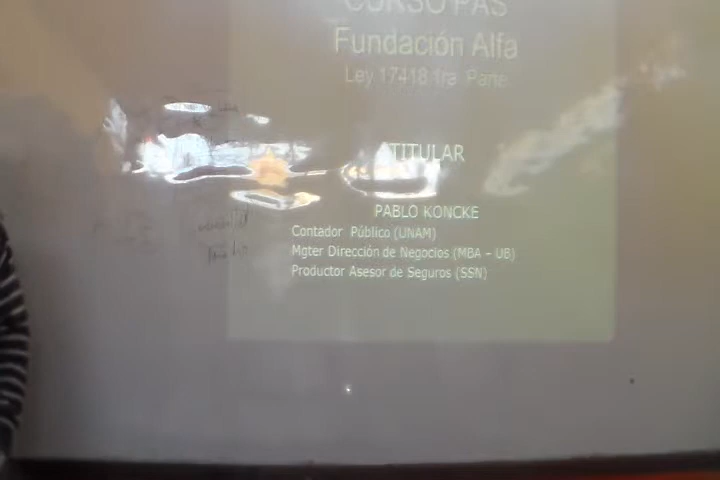 CURSO PAS
Fundación Alfa
Ley 17418 1ra Parte
TITULAR
PABLO KONCKE
Contador Público (UNAM)
Mgter Dirección de Negocios (MBA – UB)
Productor Asesor de Seguros (SSN)